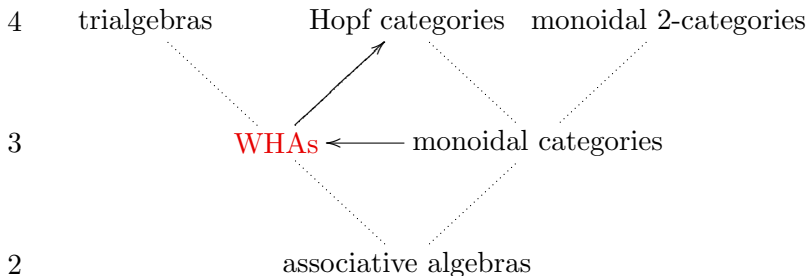 4 trialgebras Hopf categories monoidal 2-categories
3 WHAs monoidal categories
2 associative algebras